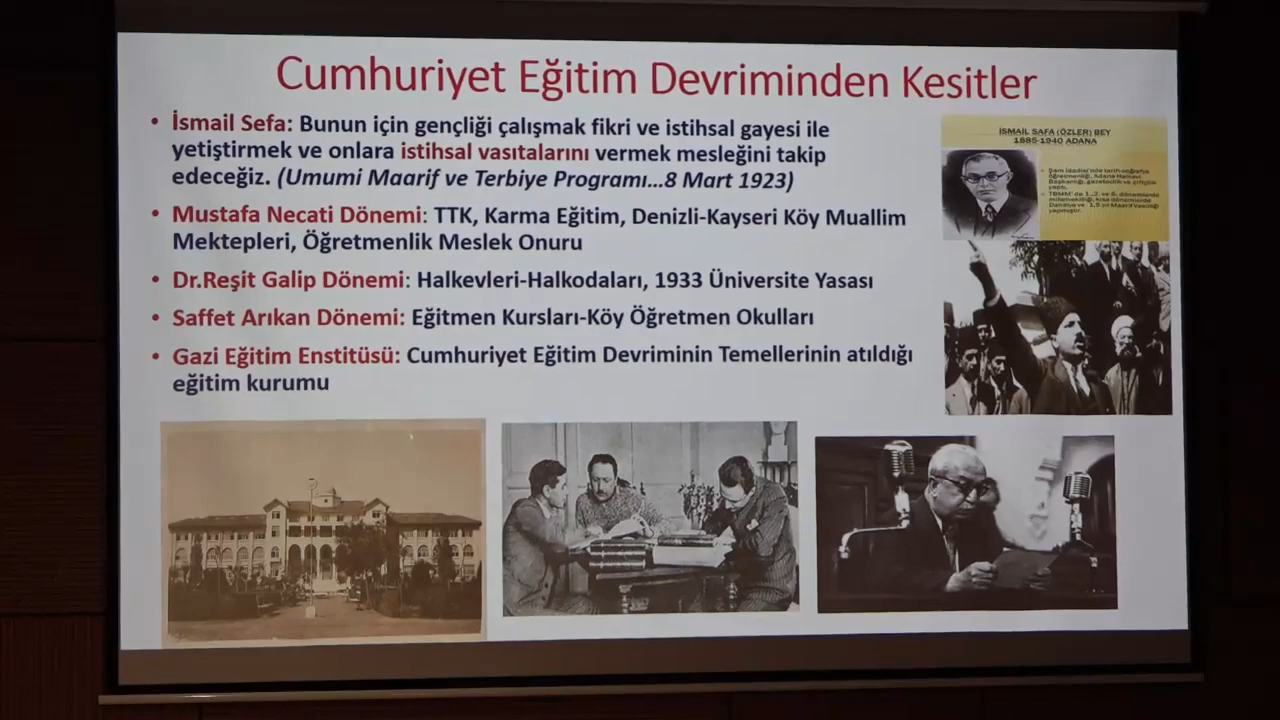 Cumhuriyet Eğitim Devriminden Kesitler
• İsmail Sefa: Bunun için gençliği çalışmak fikri ve istihsal gayesi ile
yetiştirmek ve onlara istihsal vasıtalarını vermek mesleğini takip
edeceğiz. (Umumi Maarif ve Terbiye Programı...8 Mart 1923)
• Mustafa Necati Dönemi: TTK, Karma Eğitim, Denizli-Kayseri Köy Muallim
Mektepleri, Öğretmenlik Meslek Onuru
• Dr.Reşit Galip Dönemi: Halkevleri-Halkodaları, 1933 Üniversite Yasası
• Saffet Arıkan Dönemi: Eğitmen Kursları-Köy Öğretmen Okulları
• Gazi Eğitim Enstitüsü: Cumhuriyet Eğitim Devriminin Temellerinin atıldığı
eğitim kurumu
İSMAİL SAFA (ÖZLER) BEY
1885-1940 ADANA